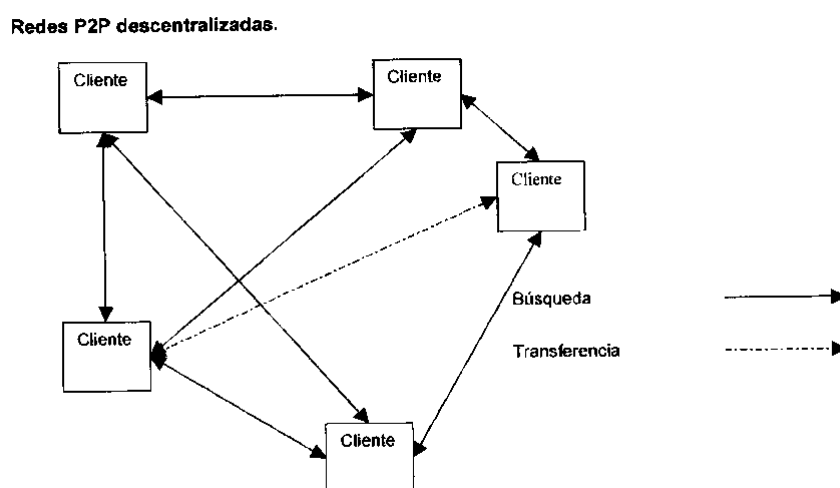 Redes P2P descentralizadas.
Cliente
Cliente
Cliente
Cliente
Cliente
Búsqueda
Transferencia